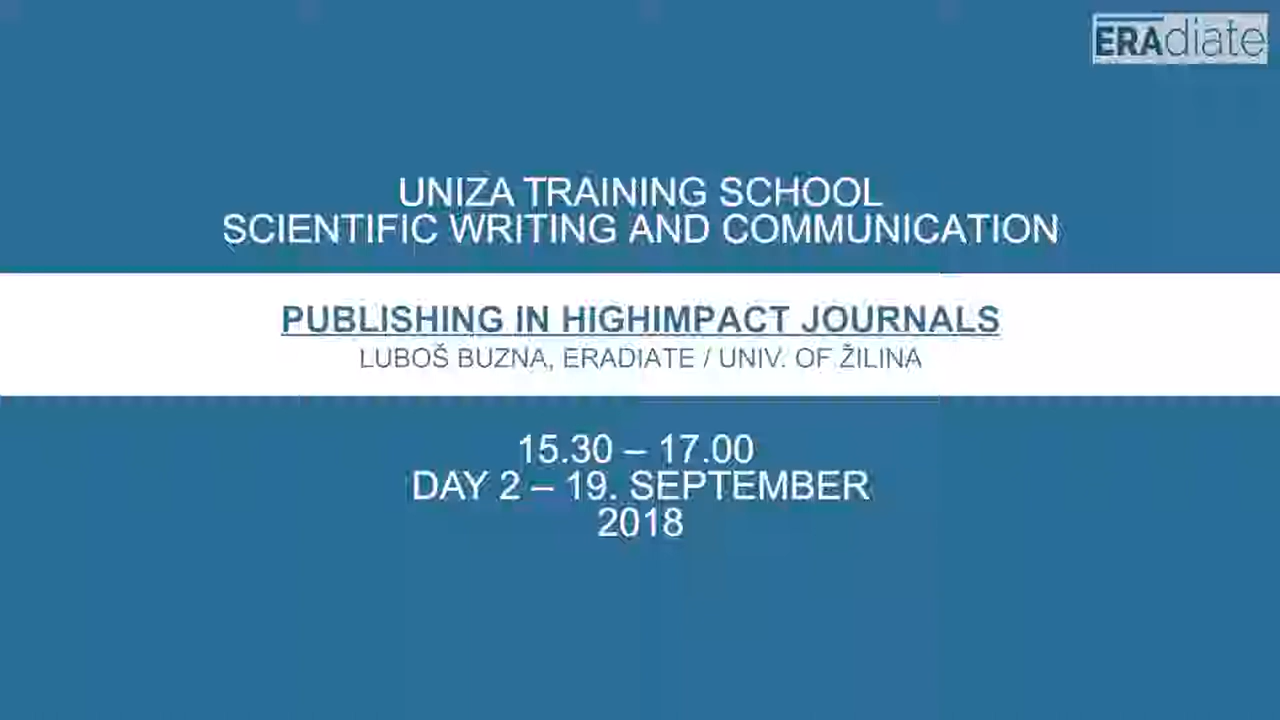 ERAdiate
UNIZA TRAINING SCHOOL
SCIENTIFIC WRITING AND COMMUNICATION
PUBLISHING IN HIGHIMPACT JOURNALS
LUBOŠ BUZNA, ERADIATE / UNIV. OF ŽILINA
15.30 – 17.00
DAY 2 – 19. SEPTEMBER
2018